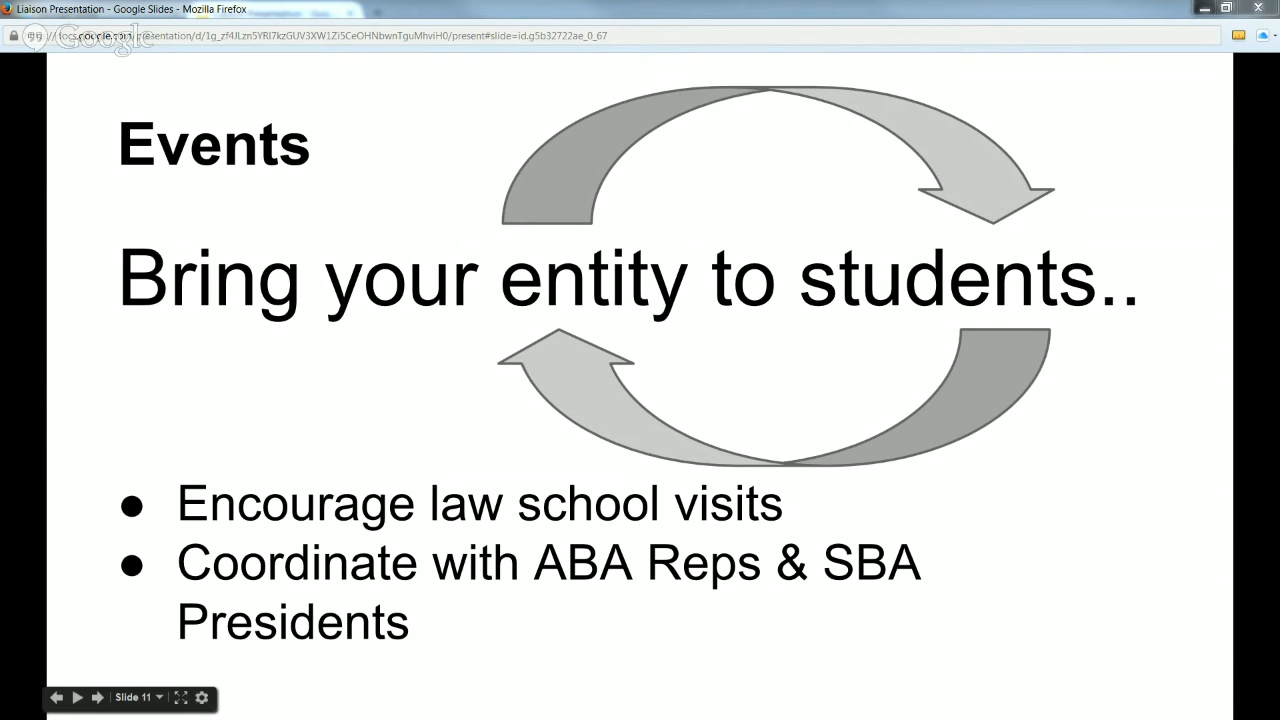 Liaison Presentation - Google Slides - Mozilla Firefox
Google
Events
Bring your entity to students..
● Encourage law school visits
● Coordinate with ABA Reps & SBA
Presidents
Slide 11